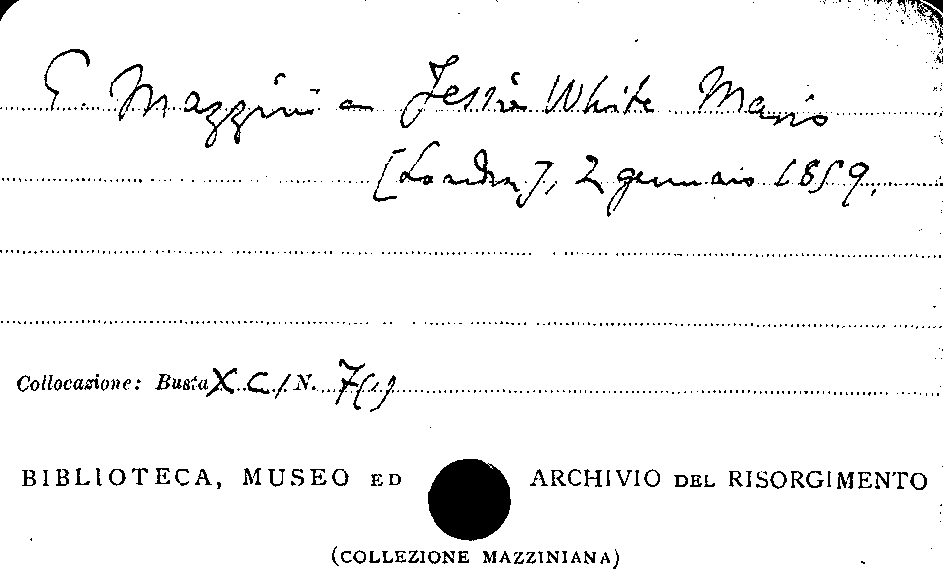 G. Mazzini a Jessie White Mario
[Londra], 2 gennaio 1859.
Collocazione: Busta XCI N. 7(1)
BIBLIOTECA, MUSEO ED ARCHIVIO DEL RISORGIMENTO
(COLLEZIONE MAZZINIANA)